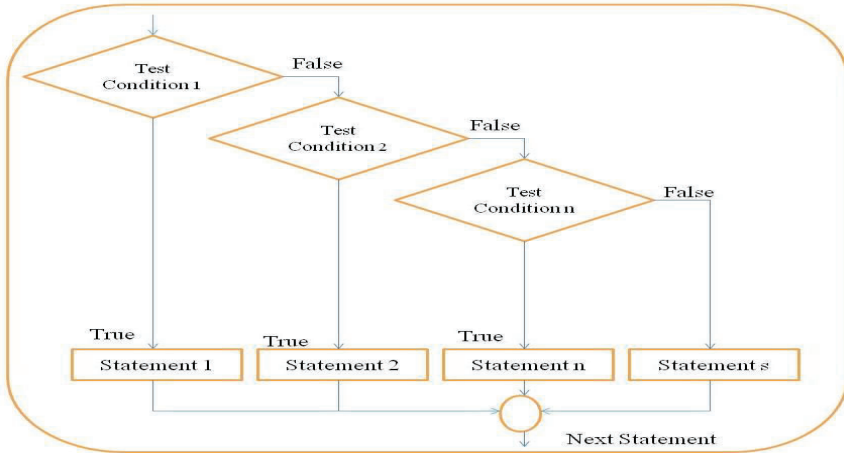 Test
Condition 1
False
Test
Condition 2
False
Test
Condition n
False
True
True
True
Statement 1
Statement 2
Statement n
Statement s
Next Statement